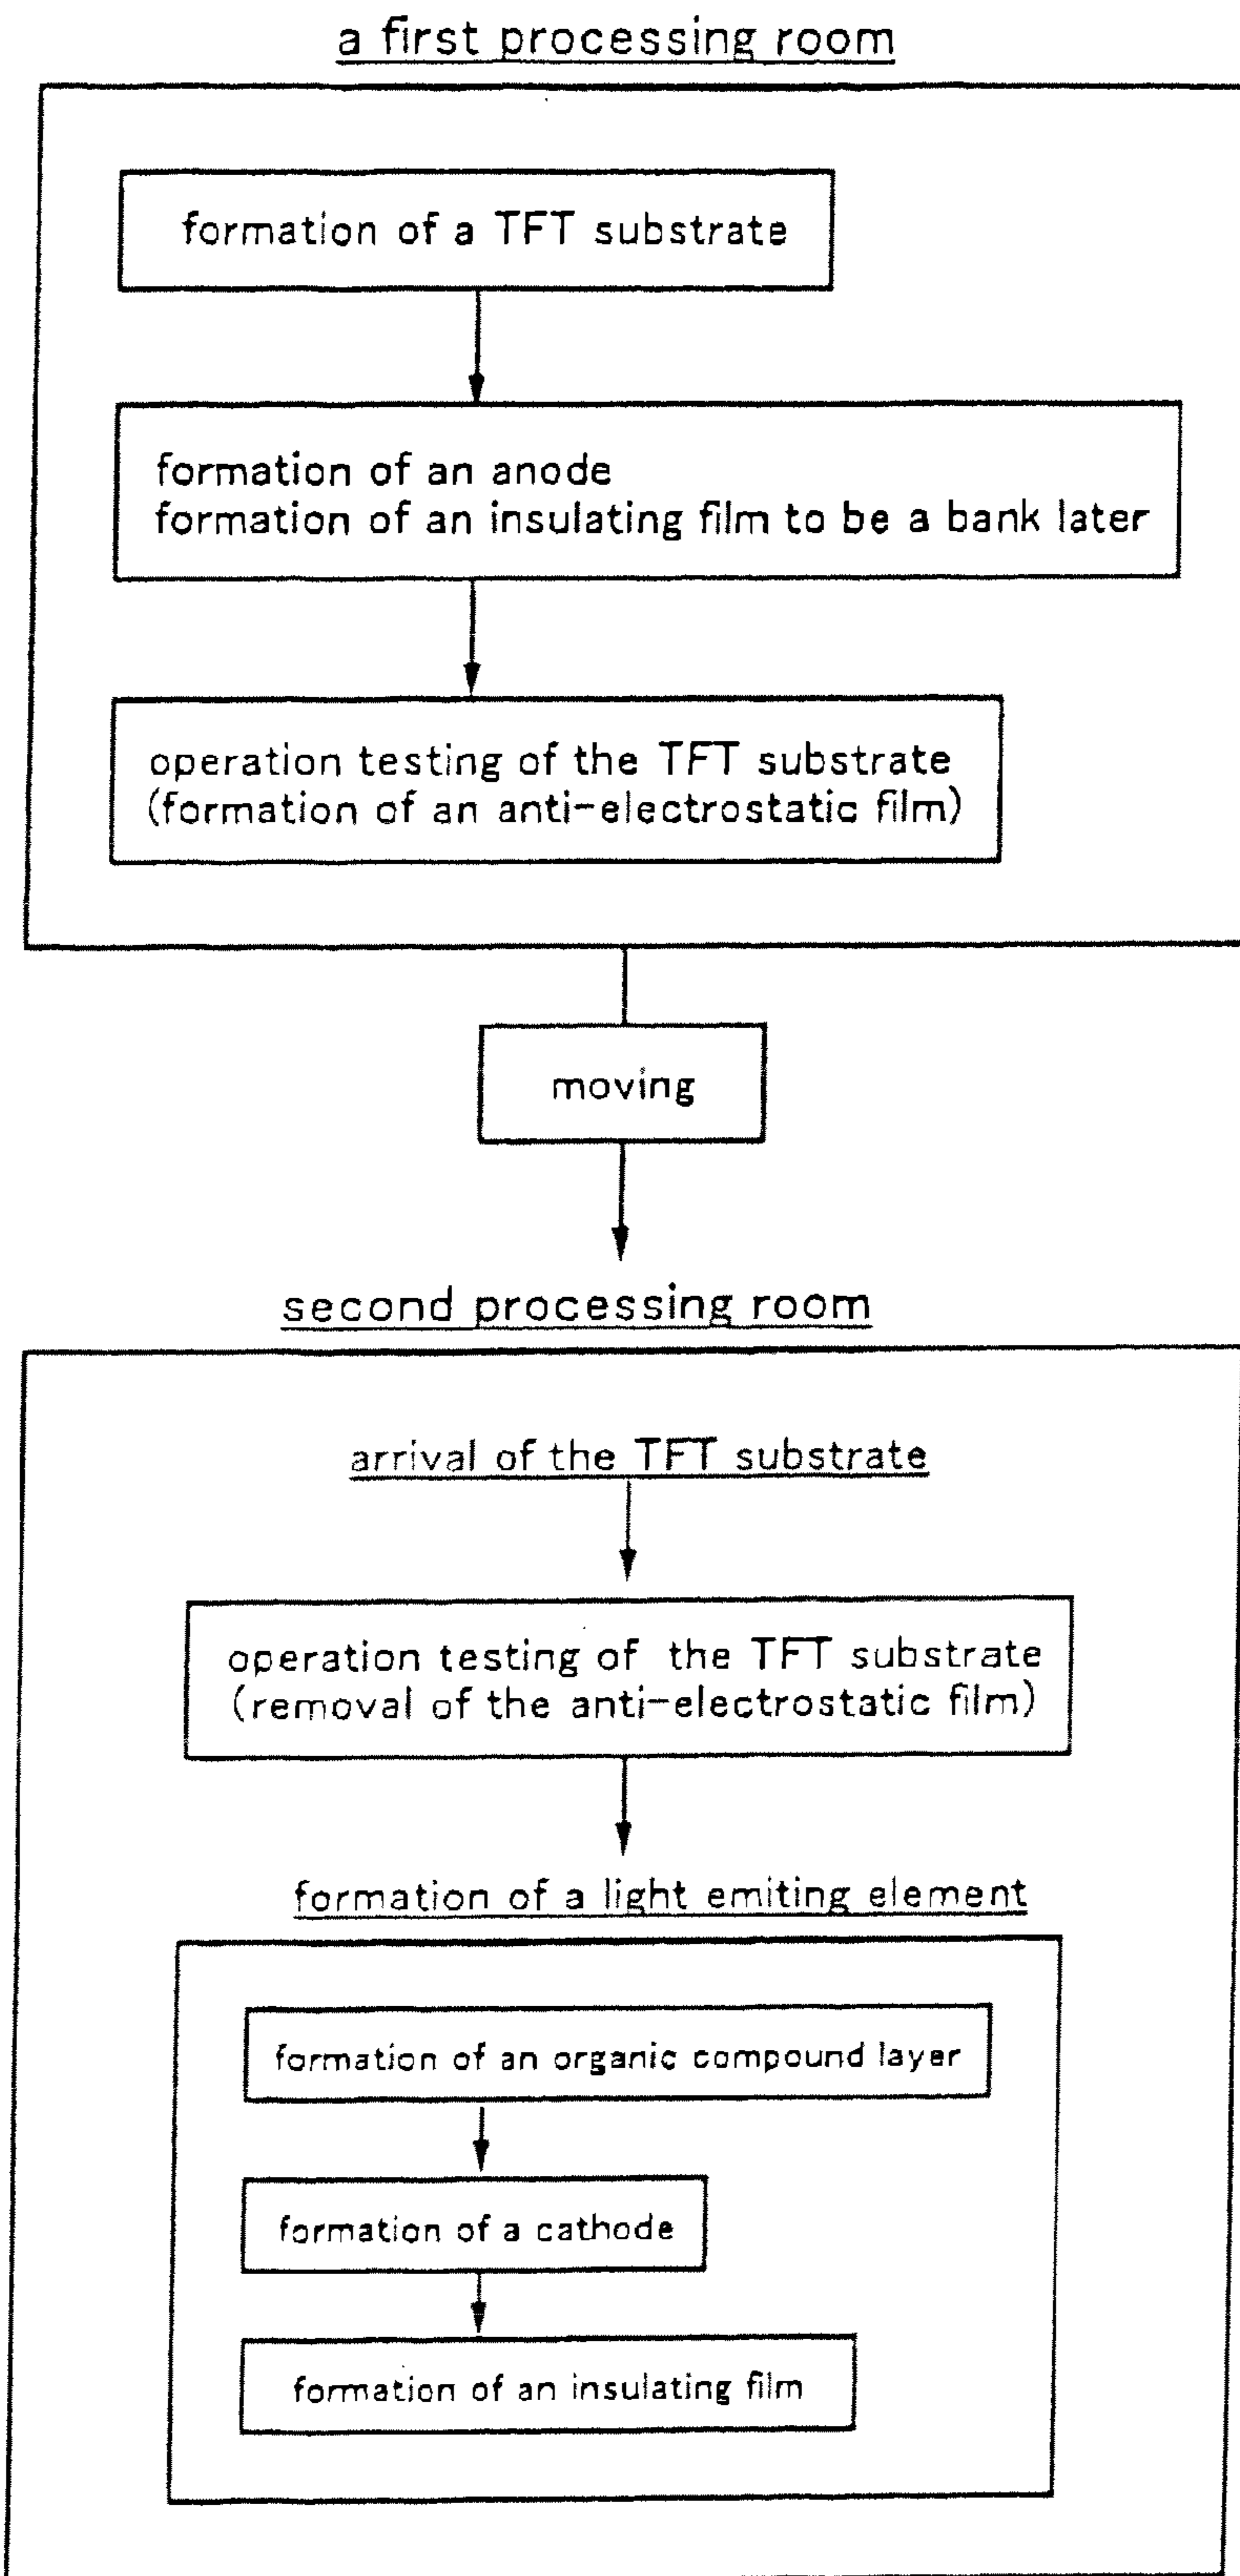 a first processing room
formation of a TFT substrate
formation of an anode
formation of an insulating film to be a bank later
operation testing of the TFT substrate
(formation of an anti-electrostatic film)
moving
second processing room
arrival of the TFT substrate
operation testing of the TFT substrate
(removal of the anti-electrostatic film)
formation of a light emiting element
formation of an organic compound layer
formation of a cathode
formation of an insulating film